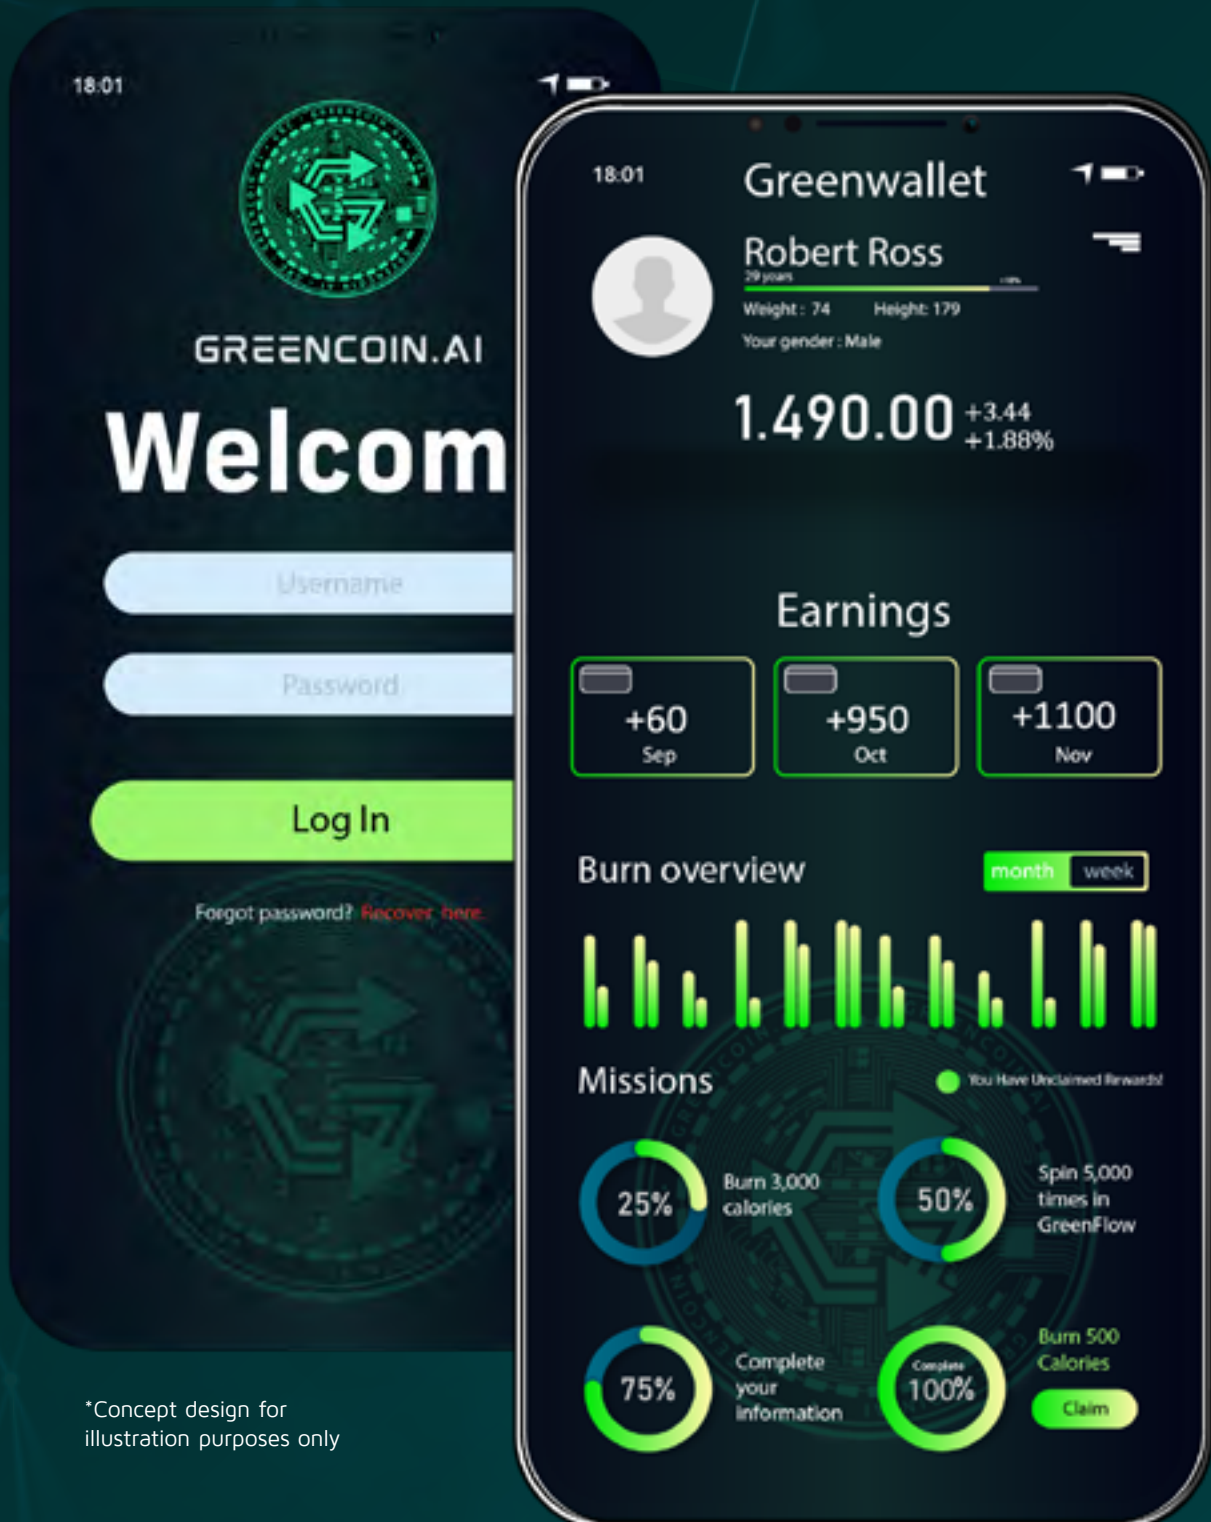 18:01
GREENCOIN.AI
Welcom
Username
Password
Log In
Forgot password? Recover here.
*Concept design for
illustration purposes only
18:01
Greenwallet
Robert Ross
29 years
Weight : 74 Height: 179
Your gender : Male
1.490.00
+3.44
+1.88%
Earnings
+60
Sep
+950
Oct
+1100
Nov
Burn overview
month week
Missions
You Have Unclaimed Rewards!
25%
Burn 3,000
calories
50%
Spin 5,000
times in
GreenFlow
75%
Complete
your
information
Complete
100%
Burn 500
Calories
Claim